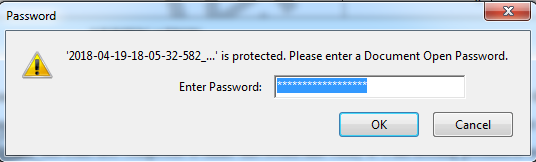 Password
'2018-04-19-18-05-32-582_...' is protected. Please enter a Document Open Password.
Enter Password: ******************
OK Cancel